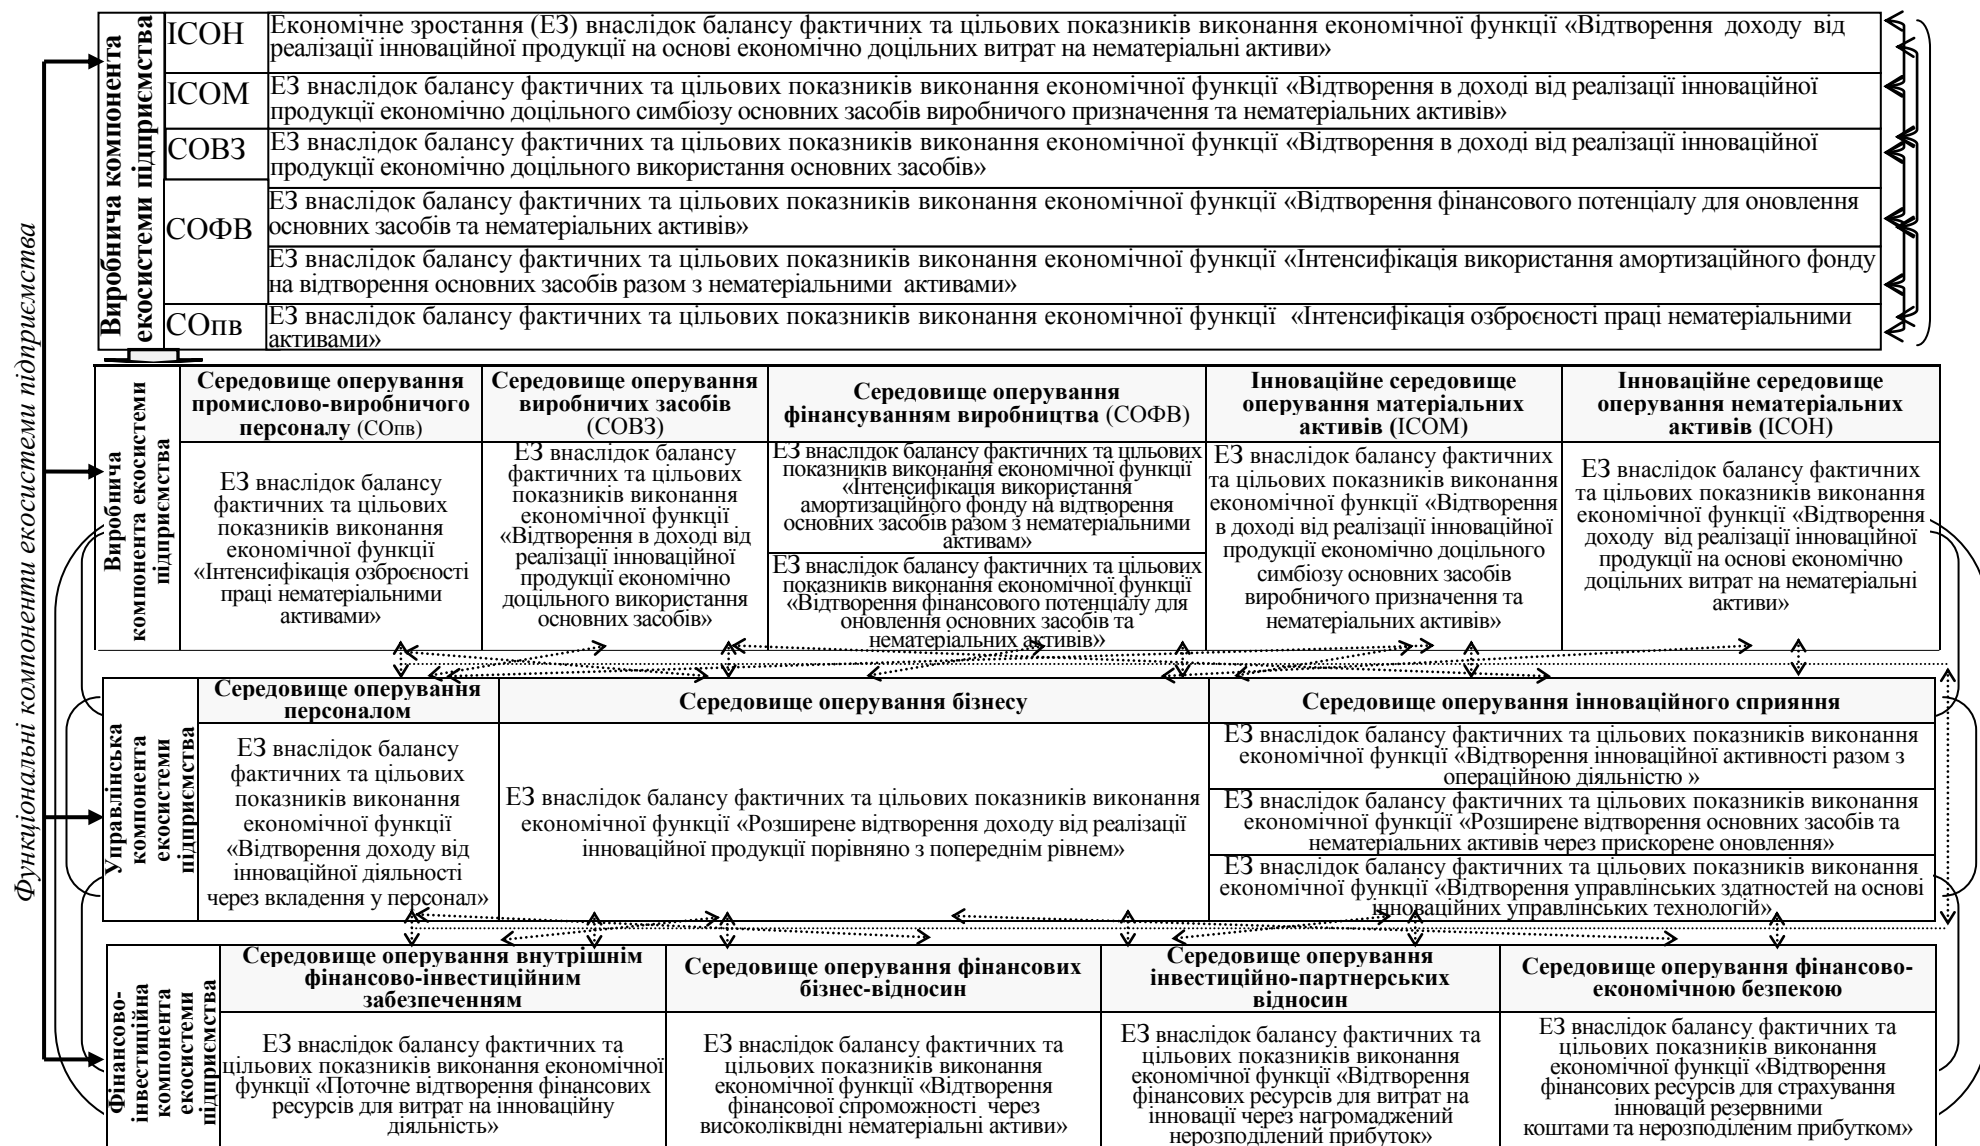 Функціональні компоненти екосистеми підприємства
Виробнича компонента
екосистеми підприємства
ІСОН
Економічне зростання (ЕЗ) внаслідок балансу фактичних та цільових показників виконання економічної функції «Відтворення доходу від
реалізації інноваційної продукції на основі економічно доцільних витрат на нематеріальні активи»
ІСОМ
ЕЗ внаслідок балансу фактичних та цільових показників виконання економічної функції «Відтворення в доході від реалізації інноваційної
продукції економічно доцільного симбіозу основних засобів виробничого призначення та нематеріальних активів»
СОВЗ
ЕЗ внаслідок балансу фактичних та цільових показників виконання економічної функції «Відтворення в доході від реалізації інноваційної
продукції економічно доцільного використання основних засобів»
СОФВ
ЕЗ внаслідок балансу фактичних та цільових показників виконання економічної функції «Відтворення фінансового потенціалу для оновлення
основних засобів та нематеріальних активів»
ЕЗ внаслідок балансу фактичних та цільових показників виконання економічної функції «Інтенсифікація використання амортизаційного фонду
на відтворення основних засобів разом з нематеріальними активами»
СОпв
ЕЗ внаслідок балансу фактичних та цільових показників виконання економічної функції «Інтенсифікація озброєності праці нематеріальними
активами»
Виробнича
компонента екосистеми
підприємства
Середовище оперування
промислово-виробничого
персоналу (СОпв)
Середовище оперування
виробничих засобів
(СОВЗ)
Середовище оперування
фінансуванням виробництва (СОФВ)
Інноваційне середовище
оперування матеріальних
активів (ІСОМ)
Інноваційне середовище
оперування нематеріальних
активів (ІСОН)
ЕЗ внаслідок балансу
фактичних та цільових
показників виконання
економічної функції
«Інтенсифікація озброєності
праці нематеріальними
активами»
ЕЗ внаслідок балансу
фактичних та цільових
показників виконання
економічної функції
«Відтворення в доході від
реалізації інноваційної
продукції економічно
доцільного використання
основних засобів»
ЕЗ внаслідок балансу фактичних та цільових
показників виконання економічної функції
«Інтенсифікація використання
амортизаційного фонду на відтворення
основних засобів разом з нематеріальними
активам»
ЕЗ внаслідок балансу фактичних та цільових
показників виконання економічної функції
«Відтворення фінансового потенціалу для
оновлення основних засобів та
нематеріальних активів»
ЕЗ внаслідок балансу фактичних
та цільових показників виконання
економічної функції «Відтворення
в доході від реалізації інноваційної
продукції економічно доцільного
симбіозу основних засобів
виробничого призначення та
нематеріальних активів»
ЕЗ внаслідок балансу фактичних
та цільових показників виконання
економічної функції «Відтворення
доходу від реалізації інноваційної
продукції на основі економічно
доцільних витрат на нематеріальні
активи»
Управлінська
компонента
екосистеми
підприємства
Середовище оперування
персоналом
Середовище оперування бізнесу
Середовище оперування інноваційного сприяння
ЕЗ внаслідок балансу
фактичних та цільових
показників виконання
економічної функції
«Відтворення доходу від
інноваційної діяльності
через вкладення у персонал»
ЕЗ внаслідок балансу фактичних та цільових показників виконання
економічної функції «Розширене відтворення доходу від реалізації
інноваційної продукції порівняно з попереднім рівнем»
ЕЗ внаслідок балансу фактичних та цільових показників виконання
економічної функції «Відтворення інноваційної активності разом з
операційною діяльністю »
ЕЗ внаслідок балансу фактичних та цільових показників виконання
економічної функції «Розширене відтворення основних засобів та
нематеріальних активів через прискорене оновлення»
ЕЗ внаслідок балансу фактичних та цільових показників виконання
економічної функції «Відтворення управлінських здатностей на основі
інноваційних управлінських технологій»
Фінансово-
інвестиційна
компонента
екосистеми
підприємства
Середовище оперування внутрішнім
фінансово-інвестиційним
забезпеченням
Середовище оперування фінансових
бізнес-відносин
Середовище оперування
інвестиційно-партнерських
відносин
Середовище оперування фінансово-
економічною безпекою
ЕЗ внаслідок балансу фактичних та
цільових показників виконання економічної
функції «Поточне відтворення фінансових
ресурсів для витрат на інноваційну
діяльність»
ЕЗ внаслідок балансу фактичних та
цільових показників виконання
економічної функції «Відтворення
фінансової спроможності через
високоліквідні нематеріальні активи»
ЕЗ внаслідок балансу фактичних та
цільових показників виконання
економічної функції «Відтворення
фінансових ресурсів для витрат на
інновації через нагромаджений
нерозподілений прибуток»
ЕЗ внаслідок балансу фактичних та
цільових показників виконання
економічної функції «Відтворення
фінансових ресурсів для страхування
інновацій резервними
коштами та нерозподіленим прибутком»